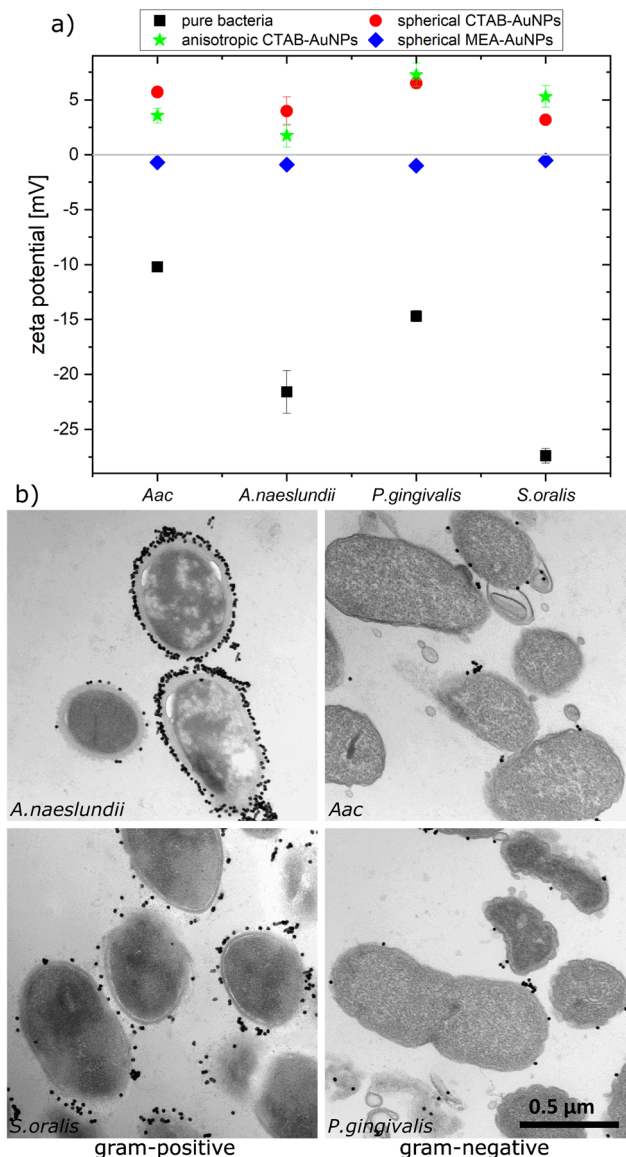 a)
pure bacteria spherical CTAB-AuNPs
anisotropic CTAB-AuNPs spherical MEA-AuNPs
zeta potential [mV]
5
0
-5
-10
-15
-20
-25
Aac A.naeslundii P.gingivalis S.oralis
b)
A.naeslundii Aac
0.5 µm
S.oralis P.gingivalis
gram-positive gram-negative